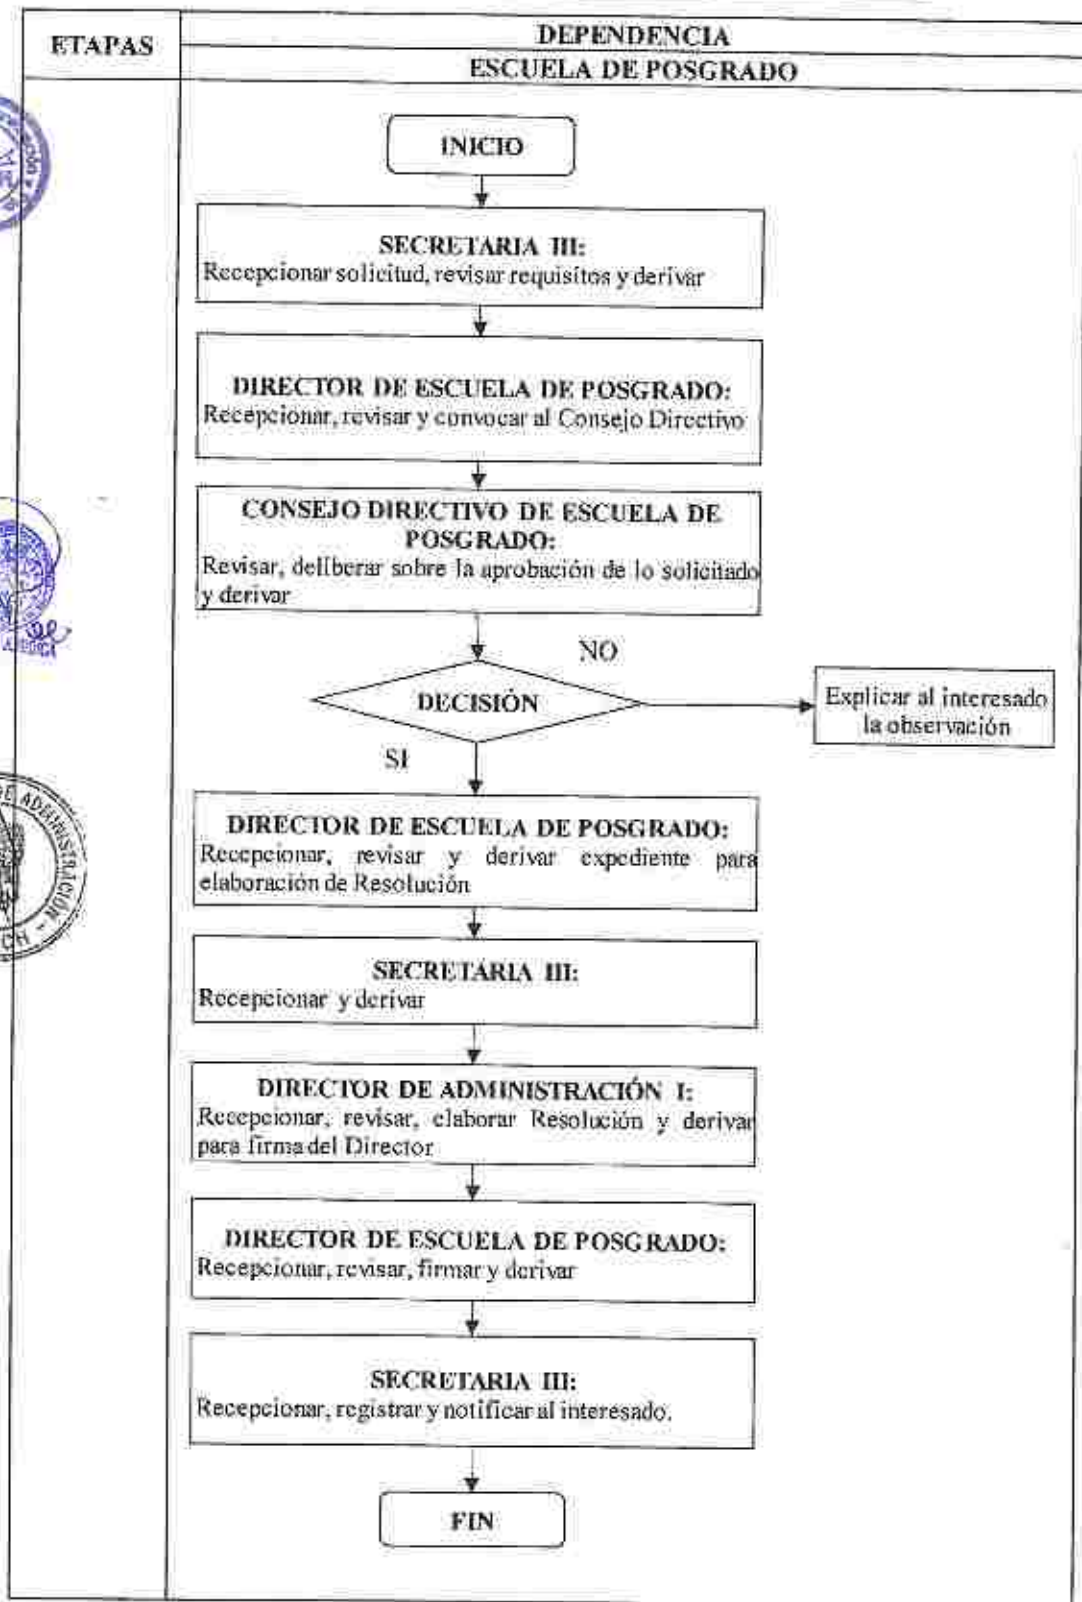 ETAPAS
DEPENDENCIA
ESCUELA DE POSGRADO
INICIO
SECRETARIA III:
Recepcionar solicitud, revisar requisitos y derivar
DIRECTOR DE ESCUELA DE POSGRADO:
Recepcionar, revisar y convocar al Consejo Directivo
CONSEJO DIRECTIVO DE ESCUELA DE
POSGRADO:
Revisar, deliberar sobre la aprobación de lo solicitado
y derivar
NO
DECISIÓN
Explicar al interesado
la observación
SI
DIRECTOR DE ESCUELA DE POSGRADO:
Recepcionar, revisar y derivar expediente para
elaboración de Resolución
DE ADMINISTRACIÓN -
SECRETARIA III:
Recepcionar y derivar
DIRECTOR DE ADMINISTRACIÓN I:
Recepcionar, revisar, elaborar Resolución y derivar
para firma del Director
DIRECTOR DE ESCUELA DE POSGRADO:
Recepcionar, revisar, firmar y derivar
SECRETARIA III:
Recepcionar, registrar y notificar al interesado.
FIN